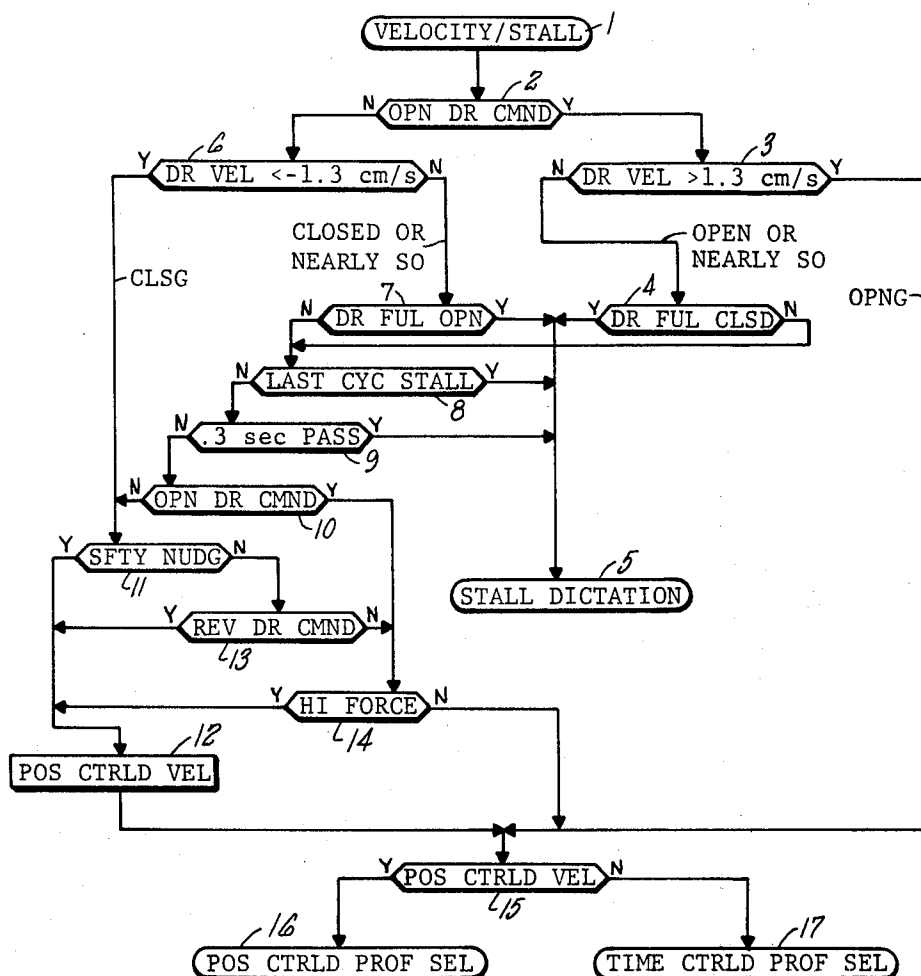 VELOCITY/STALL 1
2
N OPN DR CMND Y
6 3
Y DR VEL <-1.3 cm/s N N DR VEL >1.3 cm/s Y
CLOSED OR
NEARLY SO
OPEN OR
NEARLY SO
CLSG
OPNG
7 4
N DR FUL OPN Y Y DR FUL CLSD N
N LAST CYC STALL Y
8
N .3 sec PASS Y
9
N OPN DR CMND Y
10
Y SFTY NUDG N
11
5
STALL DICTATION
Y REV DR CMND N
13
Y HI FORCE N
14
12
POS CTRLD VEL
Y POS CTRLD VEL N
15
16 17
POS CTRLD PROF SEL TIME CTRLD PROF SEL